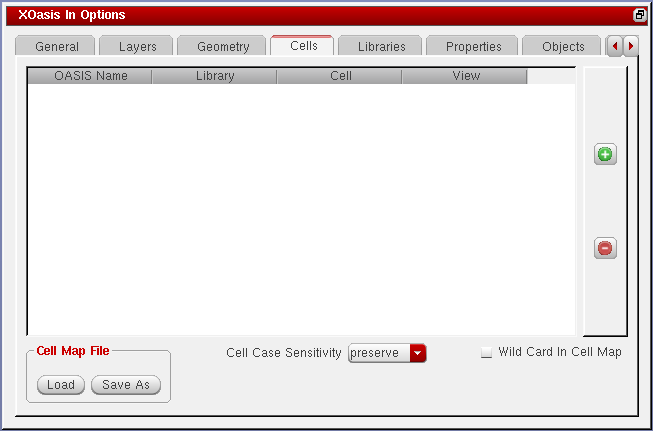 XOasis In Options
General Layers Geometry Cells Libraries Properties Objects
OASIS Name Library Cell View
Cell Map File
Cell Case Sensitivity preserve Wild Card In Cell Map
Load Save As